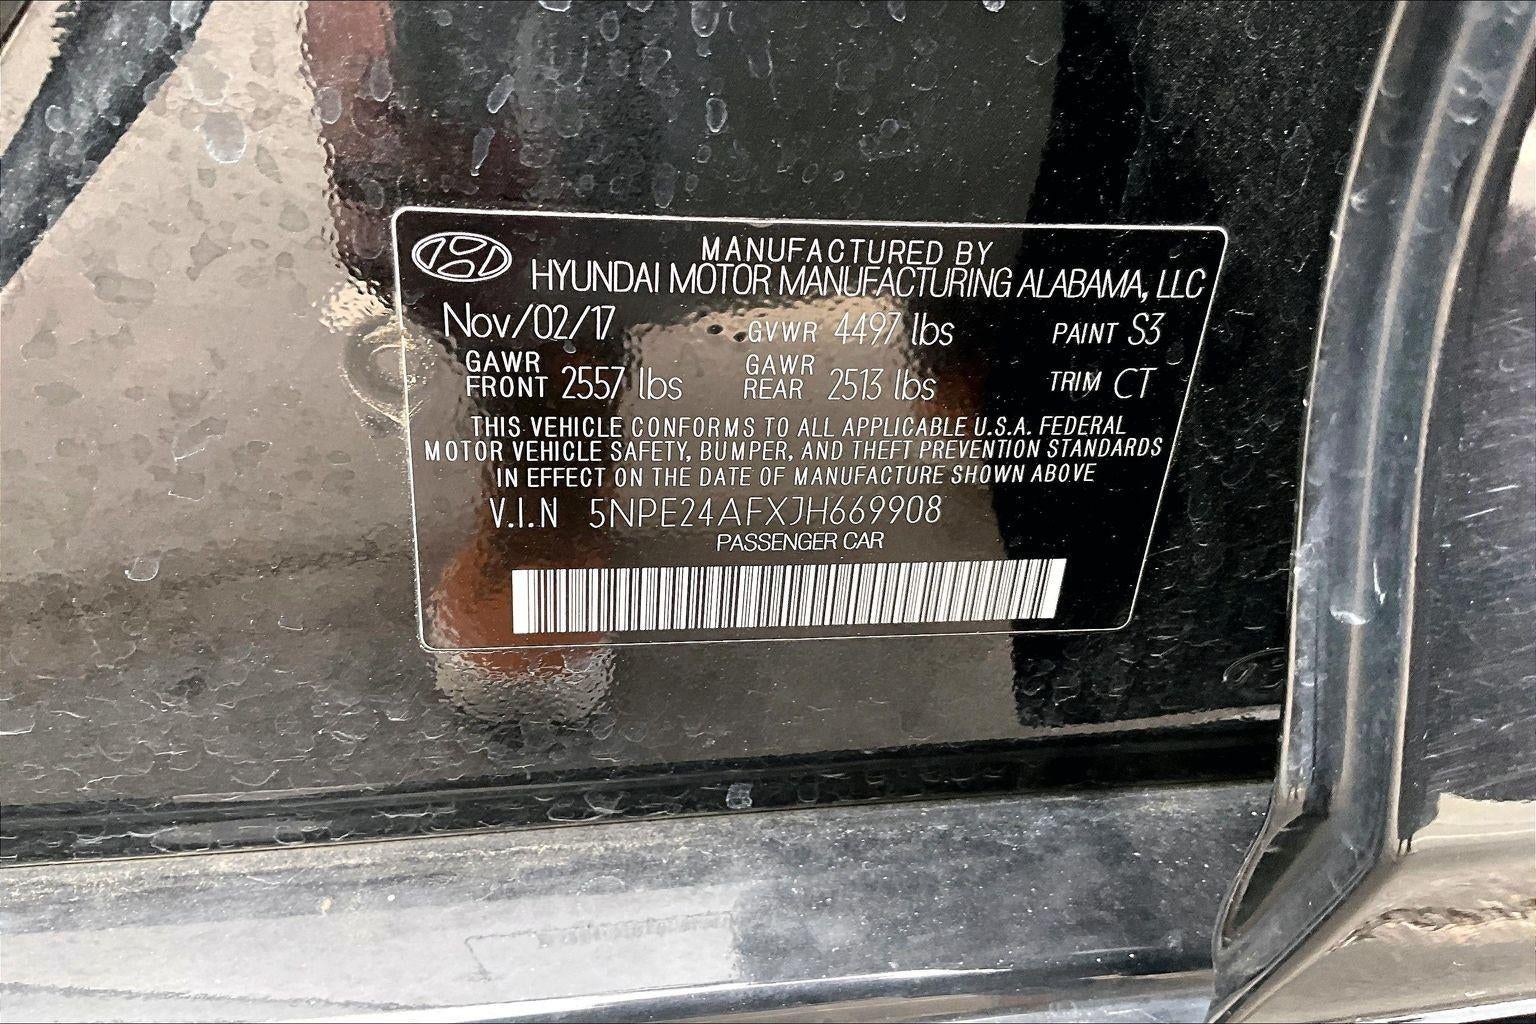 MANUFACTURED BY
HYUNDAI MOTOR MANUFACTURING ALABAMA, LLC
Nov/02/17 GVWR 4497 lbs PAINT S3
GAWR FRONT 2557 lbs GAWR REAR 2513 lbs TRIM CT
THIS VEHICLE CONFORMS TO ALL APPLICABLE U.S.A. FEDERAL
MOTOR VEHICLE SAFETY, BUMPER, AND THEFT PREVENTION STANDARDS
IN EFFECT ON THE DATE OF MANUFACTURE SHOWN ABOVE
V.I.N 5NPE24AFXJH669908
PASSENGER CAR